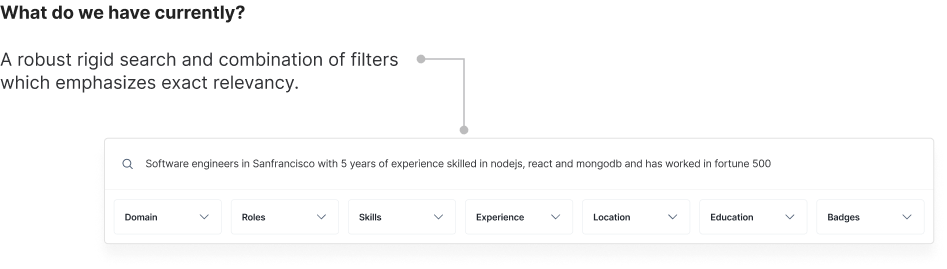 What do we have currently?
A robust rigid search and combination of filters
which emphasizes exact relevancy.
Software engineers in Sanfrancisco with 5 years of experience skilled in nodejs, react and mongodb and has worked in fortune 500
Domain Roles Skills Experience Location Education Badges